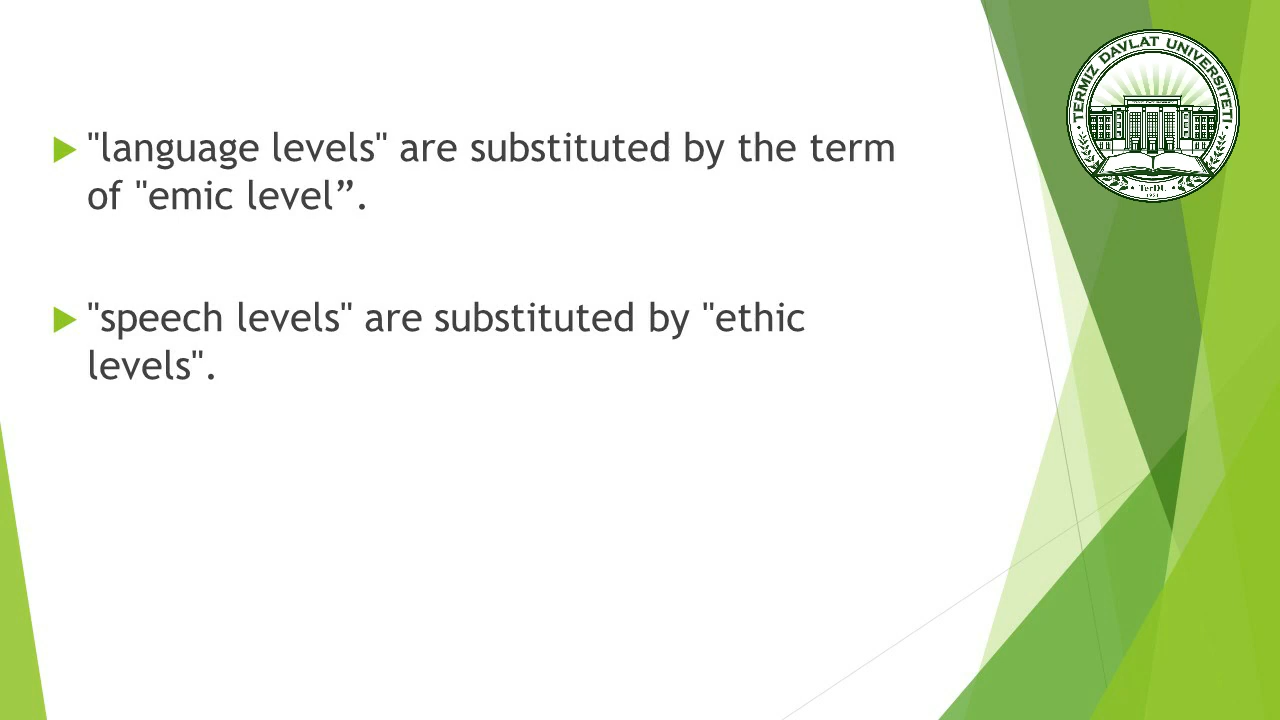 "language levels" are substituted by the term
of "emic level”.
"speech levels" are substituted by "ethic
levels".
TERMIZ DAVLAT UNIVERSITETI
TerDU